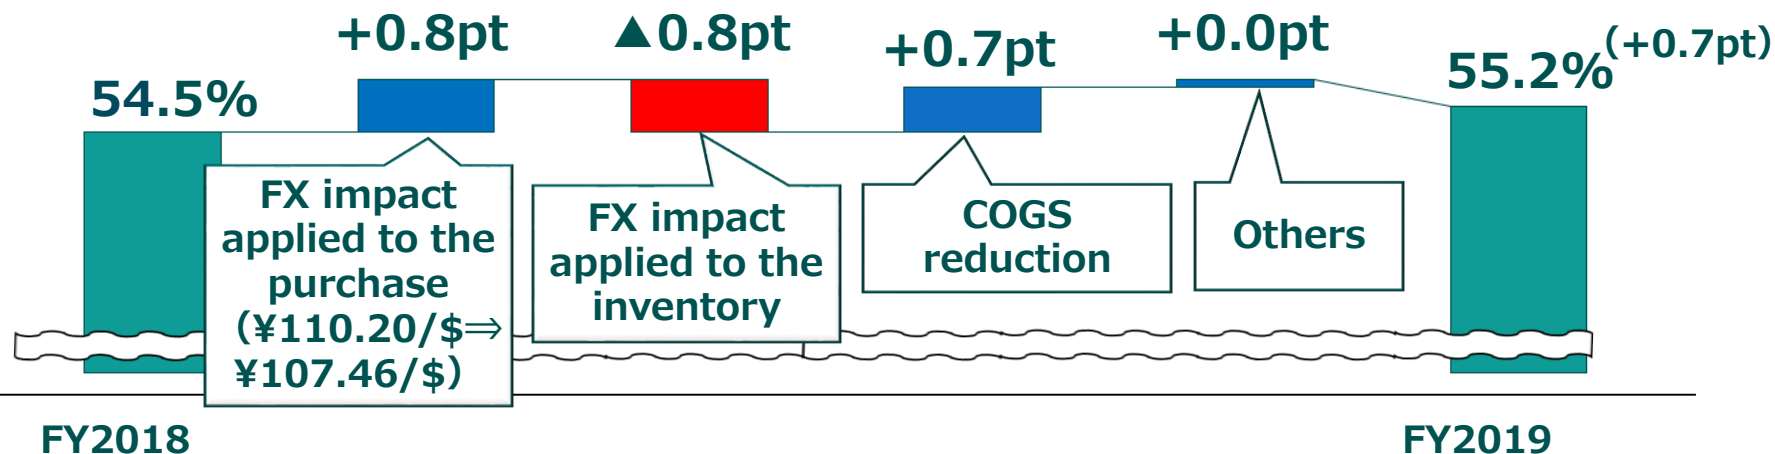 +0.8pt
▲0.8pt
+0.7pt
+0.0pt
(+0.7pt)
54.5%
55.2%
FX impact
applied to the
purchase
(¥110.20/$⇒
¥107.46/$)
FX impact
applied to the
inventory
COGS
reduction
Others
FY2018
FY2019